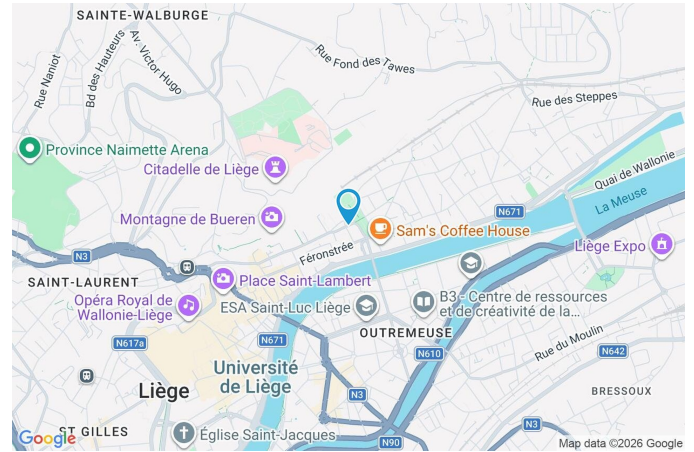 SAINTE-WALBURGE
Rue Naniot
Bd des Hauteurs
Av. Victor Hugo
Rue Fond des Tawes
Rue des Steppes
Province Naimette Arena
Citadelle de Liège
Quai de Wallonie
La Meuse
Montagne de Bueren
N671
Sam's Coffee House
Féronstrée
Liège Expo
N3
SAINT-LAURENT
Place Saint-Lambert
Opéra Royal de
Wallonie-Liège
ESA Saint-Luc Liège
B3 - Centre de ressources
et de créativité de la...
OUTREMEUSE
Rue du Moulin
N617a
N671
N610
N642
Université
de Liège
Liège
N3
BRESSOUX
ST GILLES
Église Saint-Jacques
N3
N90
Google
Map data ©2026 Google